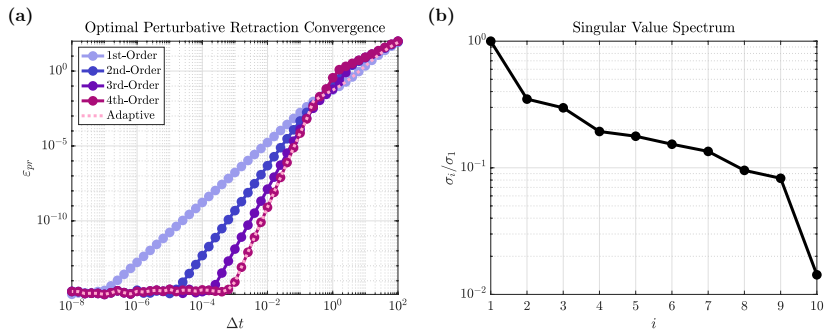 (a)
Optimal Perturbative Retraction Convergence
10^0
10^-5
10^-10
ε_pr
1st-Order
2nd-Order
3rd-Order
4th-Order
Adaptive
10^-8 10^-6 10^-4 10^-2 10^0 10^2
Δt
(b)
Singular Value Spectrum
10^0
10^-1
10^-2
σ_i/σ_1
1 2 3 4 5 6 7 8 9 10
i